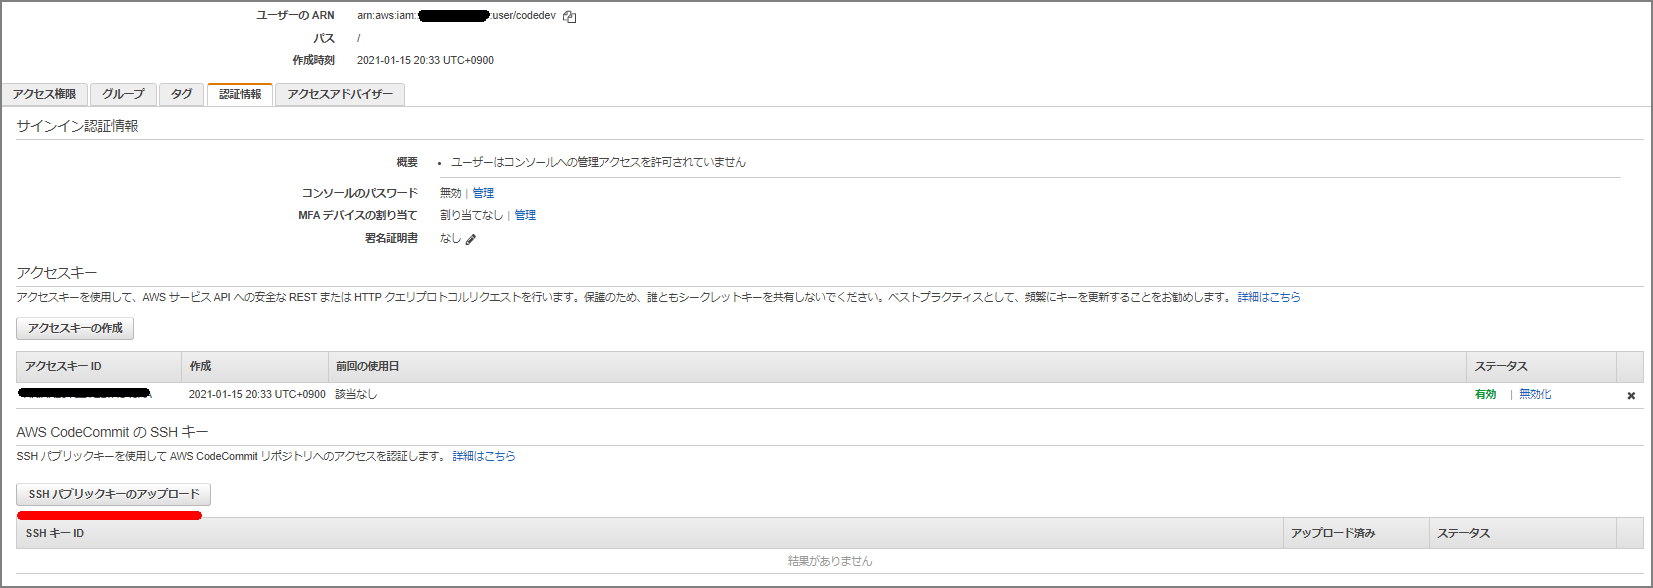 ユーザーの ARN arn:aws:iam: :user/codedev
パス /
作成時刻 2021-01-15 20:33 UTC+0900
アクセス権限 グループ タグ 認証情報 アクセスアドバイザー
サインイン認証情報
概要 • ユーザーはコンソールへの管理アクセスを許可されていません
コンソールのパスワード 無効 | 管理
MFA デバイスの割り当て 割り当てなし | 管理
署名証明書 なし
アクセスキー
アクセスキーを使用して、AWS サービス API への安全な REST または HTTP クエリプロトコルリクエストを行います。保護のため、誰ともシークレットキーを共有しないでください。ベストプラクティスとして、頻繁にキーを更新することをお勧めします。 詳細はこちら
アクセスキーの作成
アクセスキー ID 作成 前回の使用日 ステータス
2021-01-15 20:33 UTC+0900 該当なし 有効 | 無効化
AWS CodeCommit の SSH キー
SSH パブリックキーを使用して AWS CodeCommit リポジトリへのアクセスを認証します。 詳細はこちら
SSH パブリックキーのアップロード
SSH キー ID アップロード済み ステータス
結果がありません